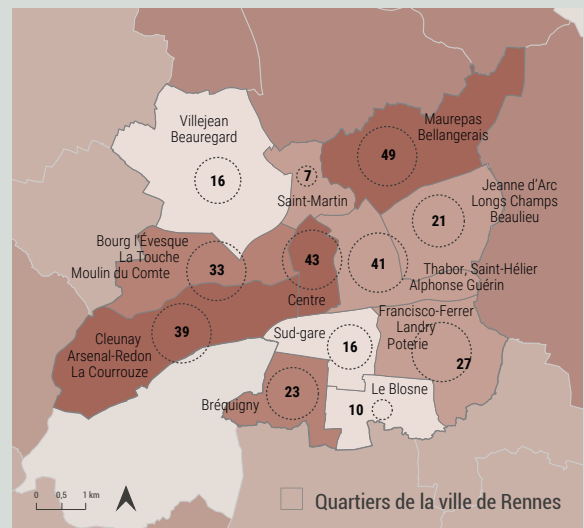 Villejean
Beauregard
16
7
Saint-Martin
Maurepas
Bellangerais
49
Jeanne d’Arc
Longs Champs
Beaulieu
21
Bourg l’Évesque
La Touche
Moulin du Comte
33
43
Centre
41
Thabor, Saint-Hélier
Alphonse Guérin
Cleunay
Arsenal-Redon
La Courrouze
39
Sud-gare
16
Francisco-Ferrer
Landry
Poterie
27
Bréquigny
23
Le Blosne
10
0 0,5 1 km
Quartiers de la ville de Rennes